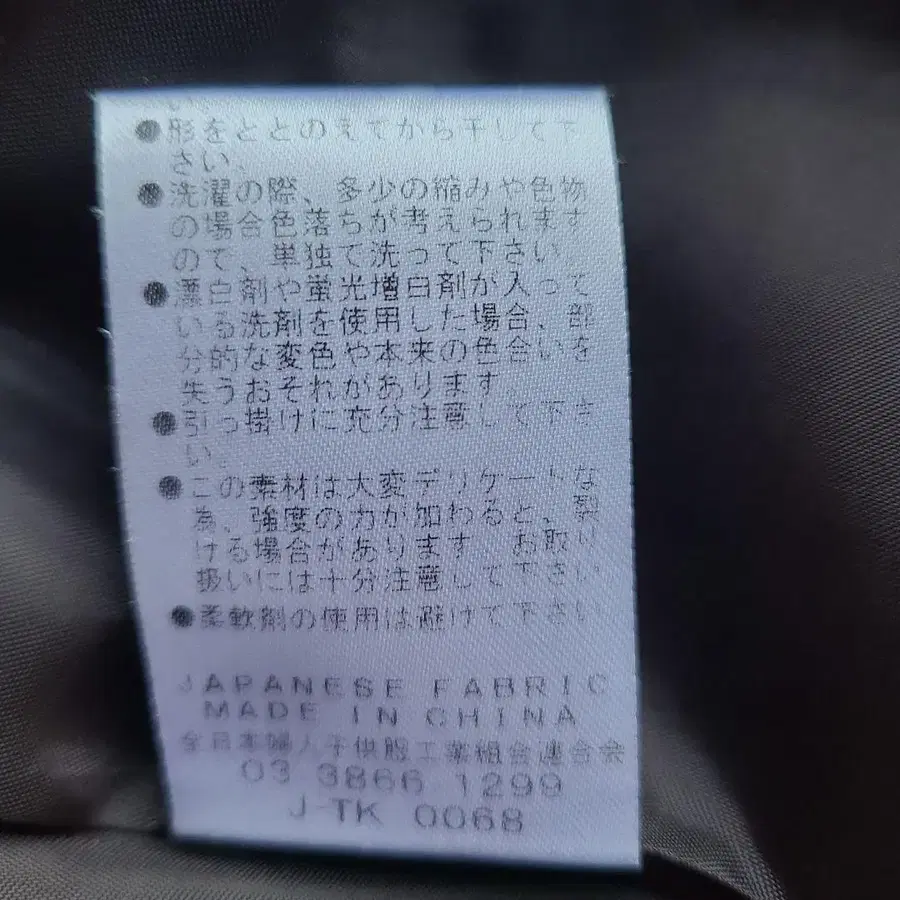 い。
●形をととのえてから干して下
さい。
●洗濯の際、多少の縮みや色物
の場合色落ちが考えられます
ので、単独で洗って下さい
●漂白剤や蛍光増白剤が入って
いる洗剤を使用した場合、部
分的な変色や本来の色合いを
失うおそれがあります
●引っ掛けに充分注意して下さ
い。
●この素材は大変デリケートな
為、強度の力が加わると、裂
ける場合があります お取り
扱いには十分注意して下さい
●柔軟剤の使用は避けて下さい
JAPANESE FABRIC
MADE IN CHINA
全日本婦人子供服工業組合連合会
03 3866 1299
J-TK 0068